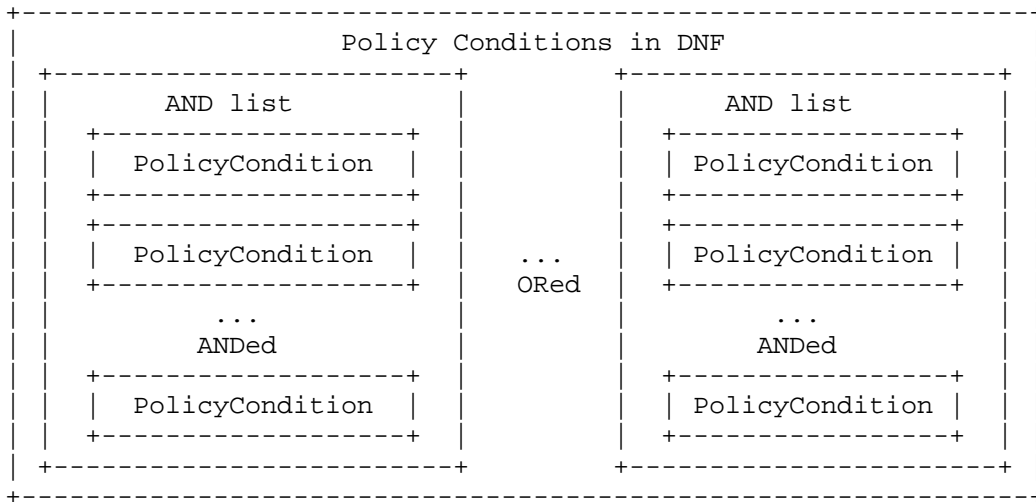 Policy Conditions in DNF
AND list AND list
PolicyCondition PolicyCondition
PolicyCondition PolicyCondition
...
ORed
... ...
ANDed ANDed
PolicyCondition PolicyCondition